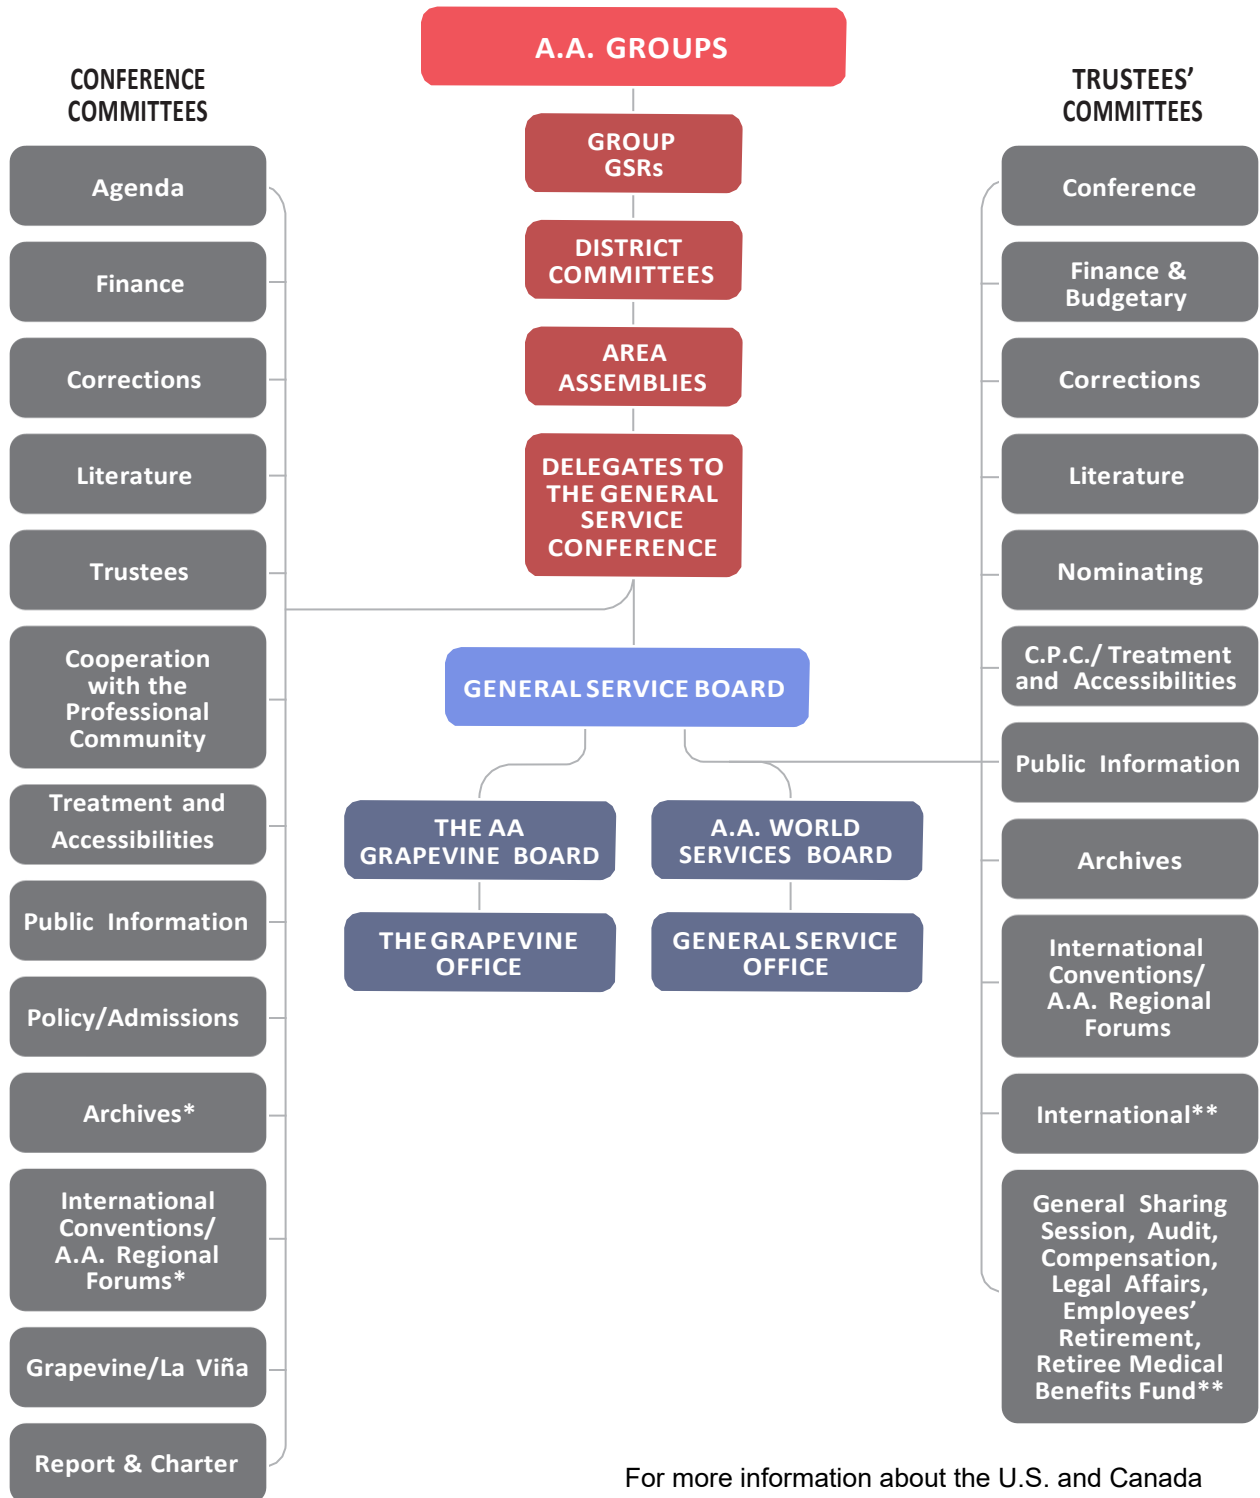 A.A. GROUPS
GROUP
GSRs
DISTRICT
COMMITTEES
AREA
ASSEMBLIES
DELEGATES TO
THE GENERAL
SERVICE
CONFERENCE
GENERAL SERVICE BOARD
THE AA
GRAPEVINE BOARD
THE GRAPEVINE
OFFICE
A.A. WORLD
SERVICES BOARD
GENERAL SERVICE
OFFICE
CONFERENCE
COMMITTEES
Agenda
Finance
Corrections
Literature
Trustees
Cooperation
with the
Professional
Community
Treatment and
Accessibilities
Public Information
Policy/Admissions
Archives*
International
Conventions/
A.A. Regional
Forums*
Grapevine/La Viña
Report & Charter
TRUSTEES’
COMMITTEES
Conference
Finance &
Budgetary
Corrections
Literature
Nominating
C.P.C./ Treatment
and Accessibilities
Public Information
Archives
International
Conventions/
A.A. Regional
Forums
International**
General Sharing
Session, Audit,
Compensation,
Legal Affairs,
Employees’
Retirement,
Retiree Medical
Benefits Fund**
For more information about the U.S. and Canada